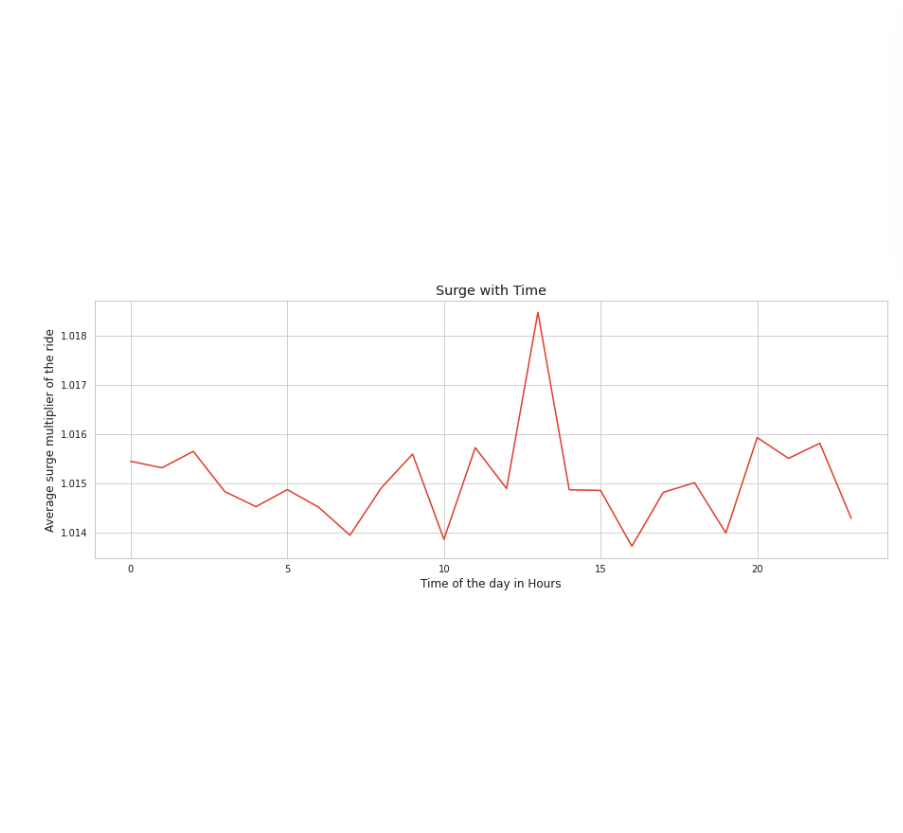 Surge with Time
Average surge multiplier of the ride
1.018
1.017
1.016
1.015
1.014
0 5 10 15 20
Time of the day in Hours